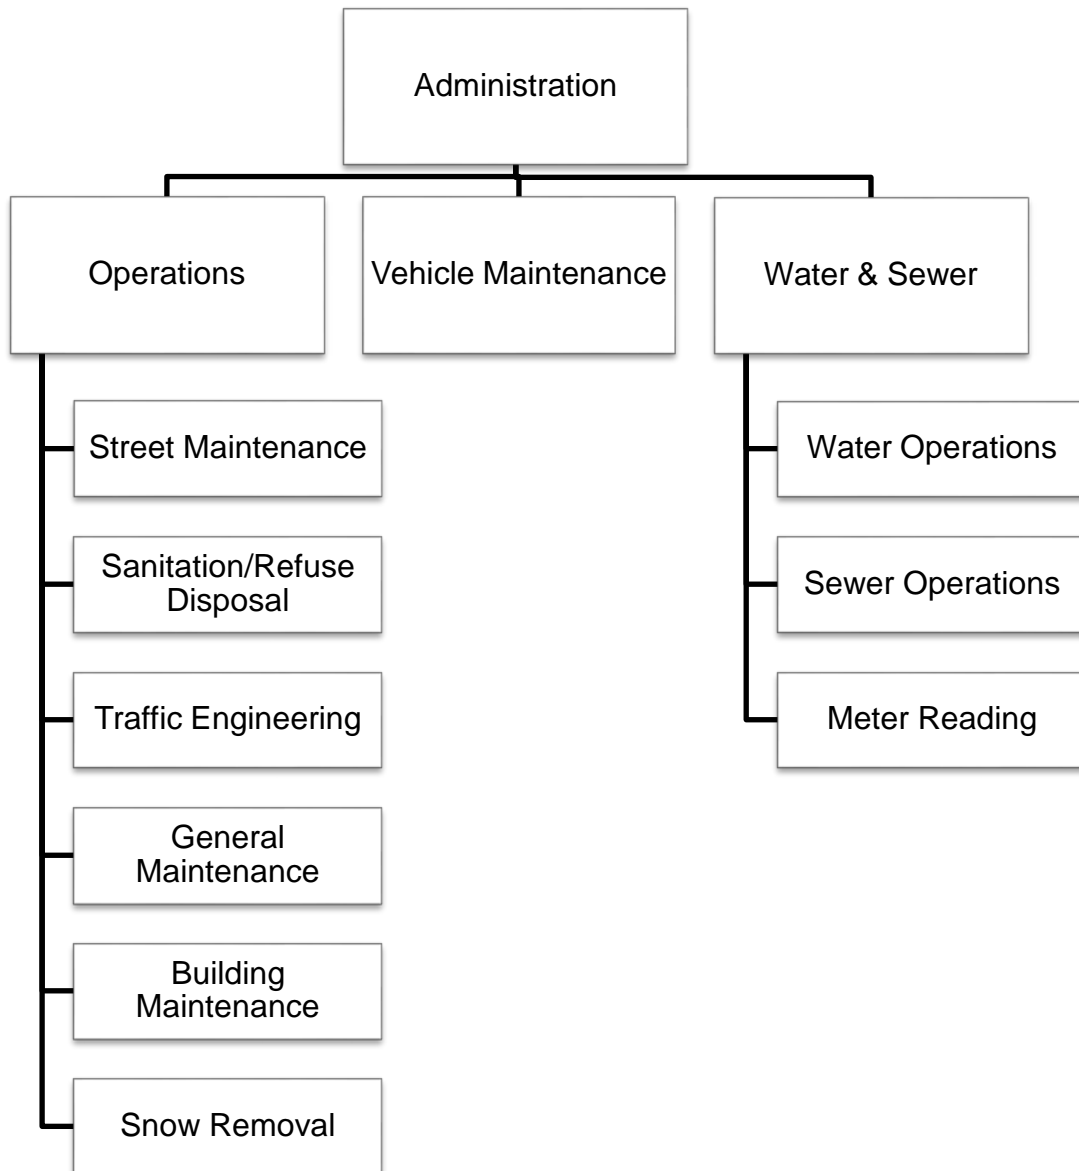 Administration
Operations
Vehicle Maintenance
Water & Sewer
Street Maintenance
Sanitation/Refuse
Disposal
Traffic Engineering
General
Maintenance
Building
Maintenance
Snow Removal
Water Operations
Sewer Operations
Meter Reading